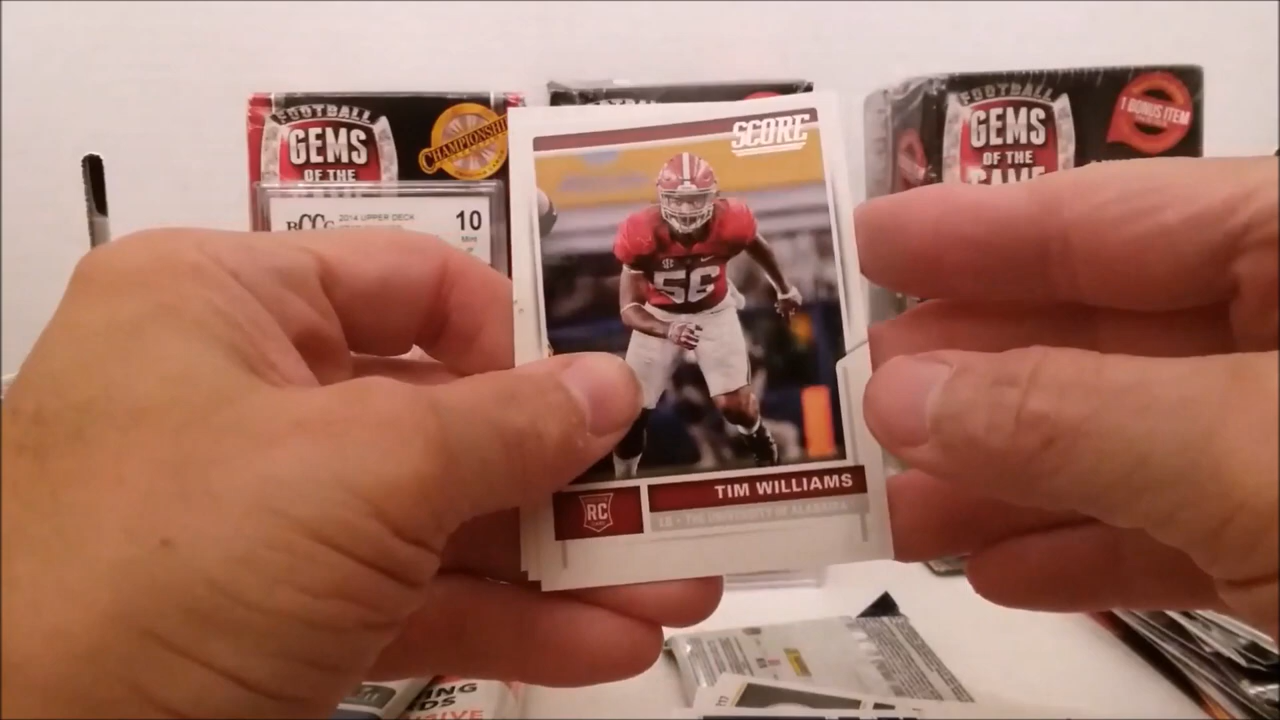 FOOTBALL
GEMS
OF THE
CHAMPIONSHIP
BCCG
2014 UPPER DECK
10
Mint
SCORE
SEC
56
TIM WILLIAMS
RC
LB • THE UNIVERSITY OF ALABAMA
FOOTBALL
GEMS
OF THE
GAME
1 BONUS ITEM